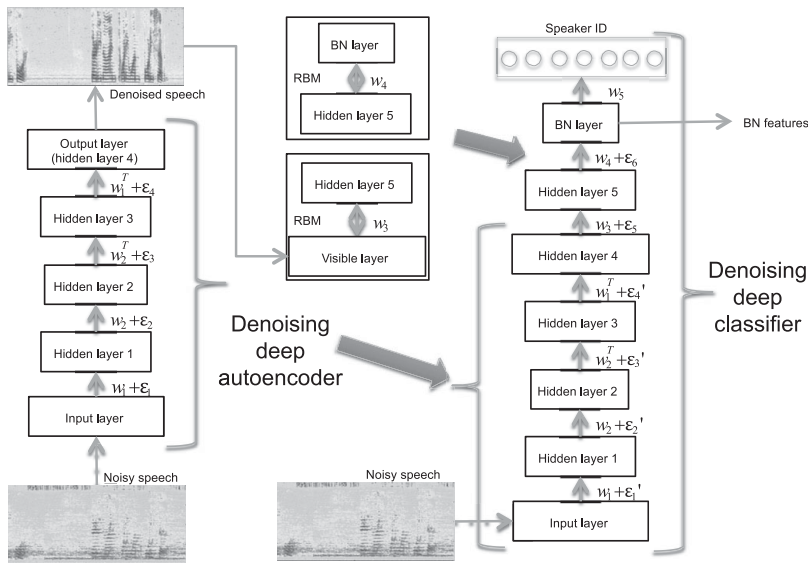 Denoised speech
Output layer
(hidden layer 4)
w₁ᵀ+ε₄
Hidden layer 3
w₂ᵀ+ε₃
Hidden layer 2
w₂+ε₂
Hidden layer 1
w₁+ε₁
Input layer
Noisy speech
BN layer
RBM
w₄
Hidden layer 5
Hidden layer 5
RBM
w₃
Visible layer
Denoising
deep
autoencoder
Noisy speech
Speaker ID
w₅
BN layer
BN features
w₄+ε₆
Hidden layer 5
w₃+ε₅
Hidden layer 4
w₁ᵀ+ε₄'
Hidden layer 3
w₂ᵀ+ε₃'
Hidden layer 2
w₂+ε₂'
Hidden layer 1
w₁+ε₁'
Input layer
Denoising
deep
classifier